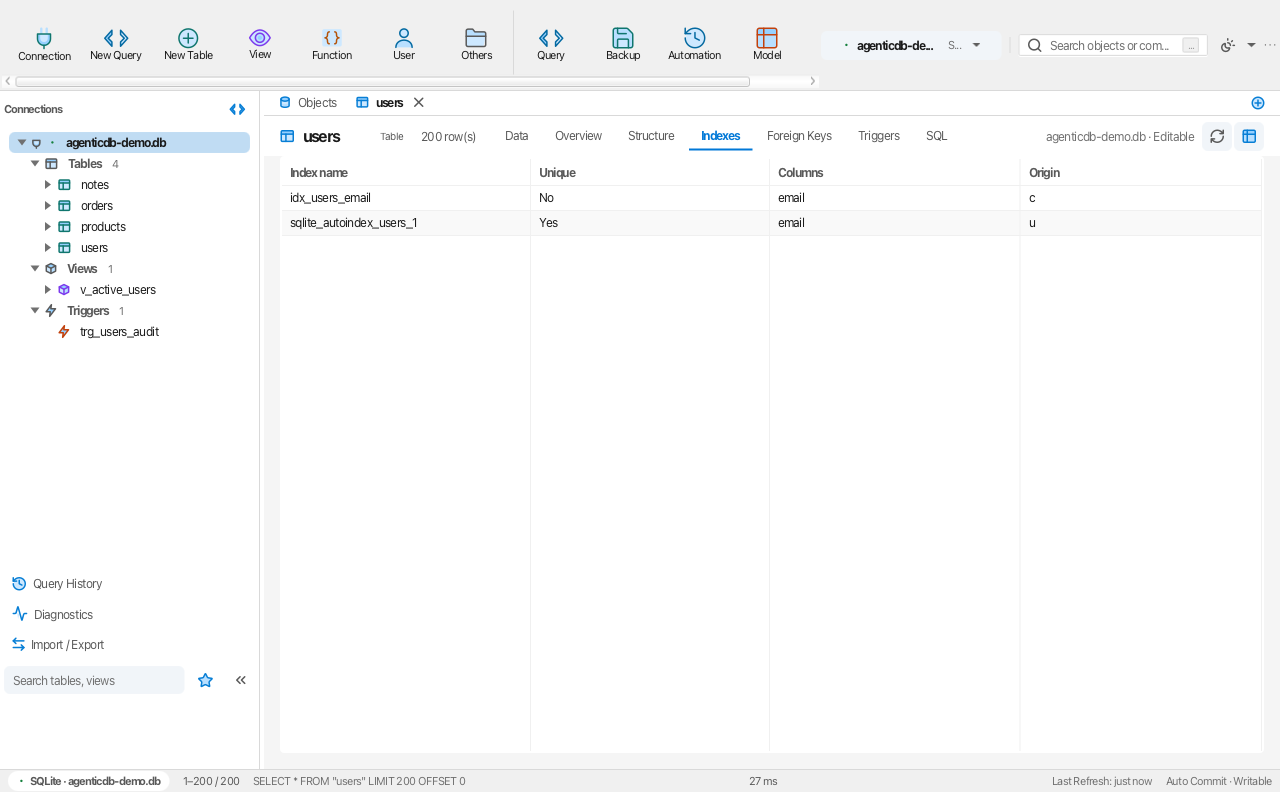 Connection
New Query
New Table
View
Function
User
Others
Query
Backup
Automation
Model
agenticdb-de... S...
Search objects or com... ...
Connections
agenticdb-demo.db
Tables 4
notes
orders
products
users
Views 1
v_active_users
Triggers 1
trg_users_audit
Query History
Diagnostics
Import / Export
Search tables, views
Objects
users
users Table 200 row(s) Data Overview Structure Indexes Foreign Keys Triggers SQL agenticdb-demo.db · Editable
Index name Unique Columns Origin
idx_users_email No email c
sqlite_autoindex_users_1 Yes email u
SQLite · agenticdb-demo.db 1–200 / 200 SELECT * FROM "users" LIMIT 200 OFFSET 0 27 ms Last Refresh: just now Auto Commit · Writable